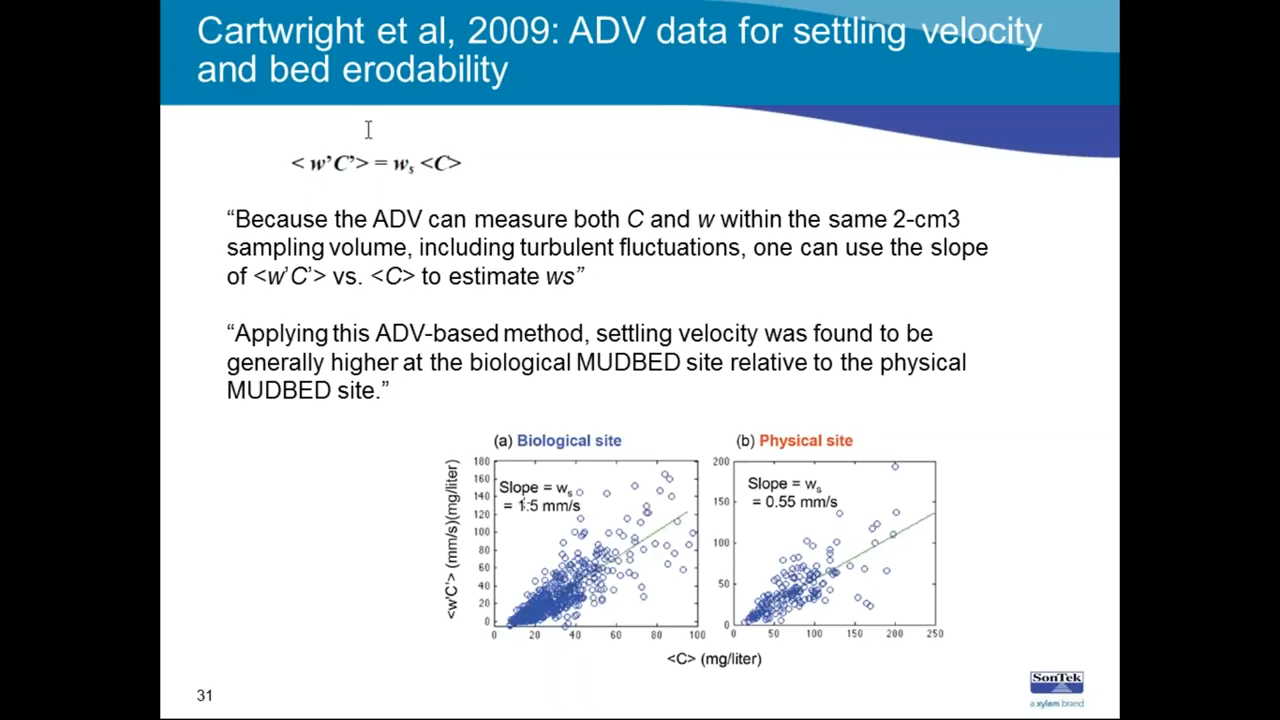 Cartwright et al, 2009: ADV data for settling velocity
and bed erodability
< w’C’> = ws <C>
“Because the ADV can measure both C and w within the same 2-cm3
sampling volume, including turbulent fluctuations, one can use the slope
of <w’C’> vs. <C> to estimate ws”
“Applying this ADV-based method, settling velocity was found to be
generally higher at the biological MUDBED site relative to the physical
MUDBED site.”
(a) Biological site
<w'C'> (mm/s)(mg/liter)
180
160
140
120
100
80
60
40
20
0
Slope = ws
= 1.5 mm/s
0 20 40 60 80 100
(b) Physical site
200
150
100
50
0
Slope = ws
= 0.55 mm/s
0 50 100 150 200 250
<C> (mg/liter)
31
SonTek
a xylem brand